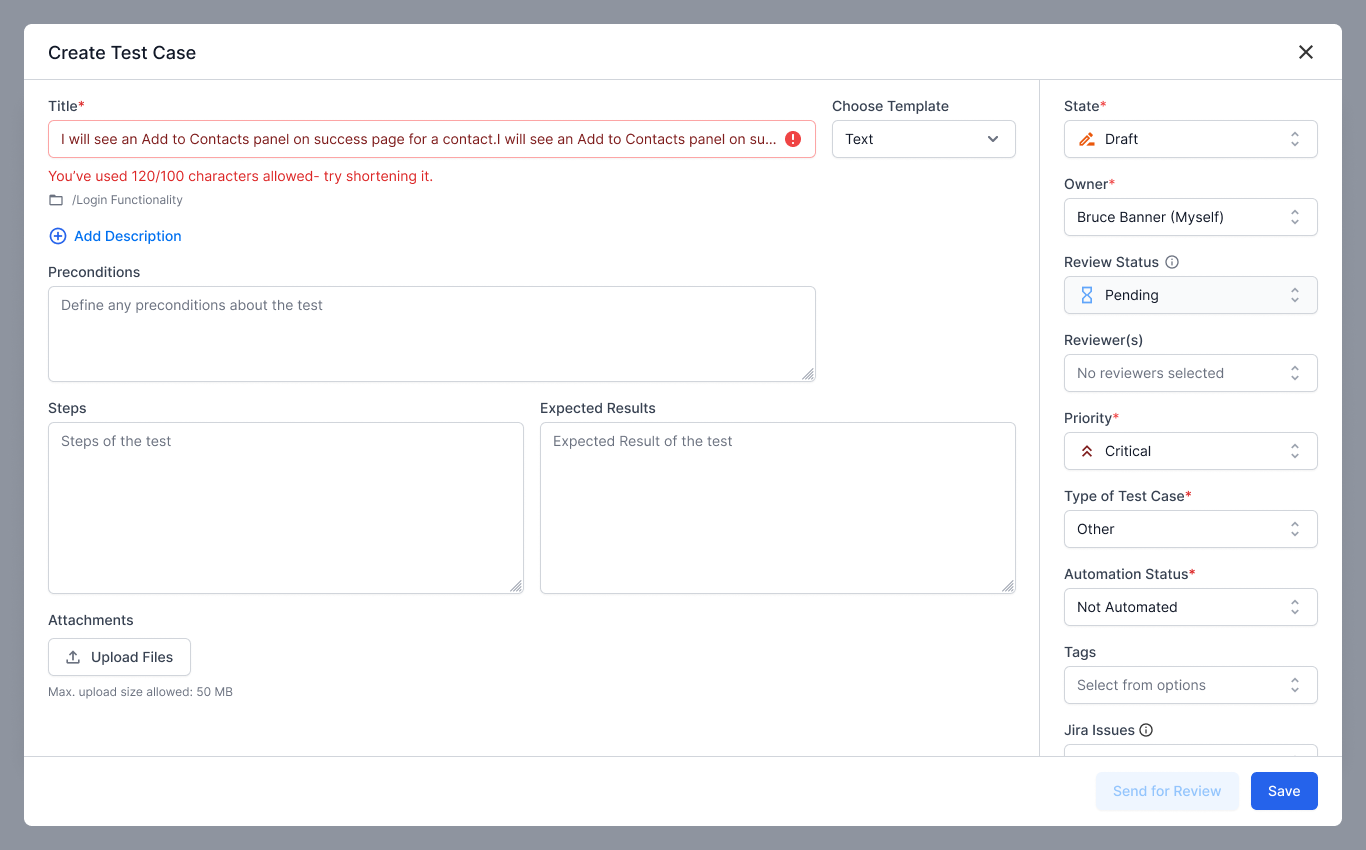 Create Test Case
Title*
I will see an Add to Contacts panel on success page for a contact.I will see an Add to Contacts panel on su...
You’ve used 120/100 characters allowed- try shortening it.
/Login Functionality
Choose Template
Text
Add Description
Preconditions
Define any preconditions about the test
Steps
Steps of the test
Expected Results
Expected Result of the test
Attachments
Upload Files
Max. upload size allowed: 50 MB
State*
Draft
Owner*
Bruce Banner (Myself)
Review Status
Pending
Reviewer(s)
No reviewers selected
Priority*
Critical
Type of Test Case*
Other
Automation Status*
Not Automated
Tags
Select from options
Jira Issues
Send for Review
Save